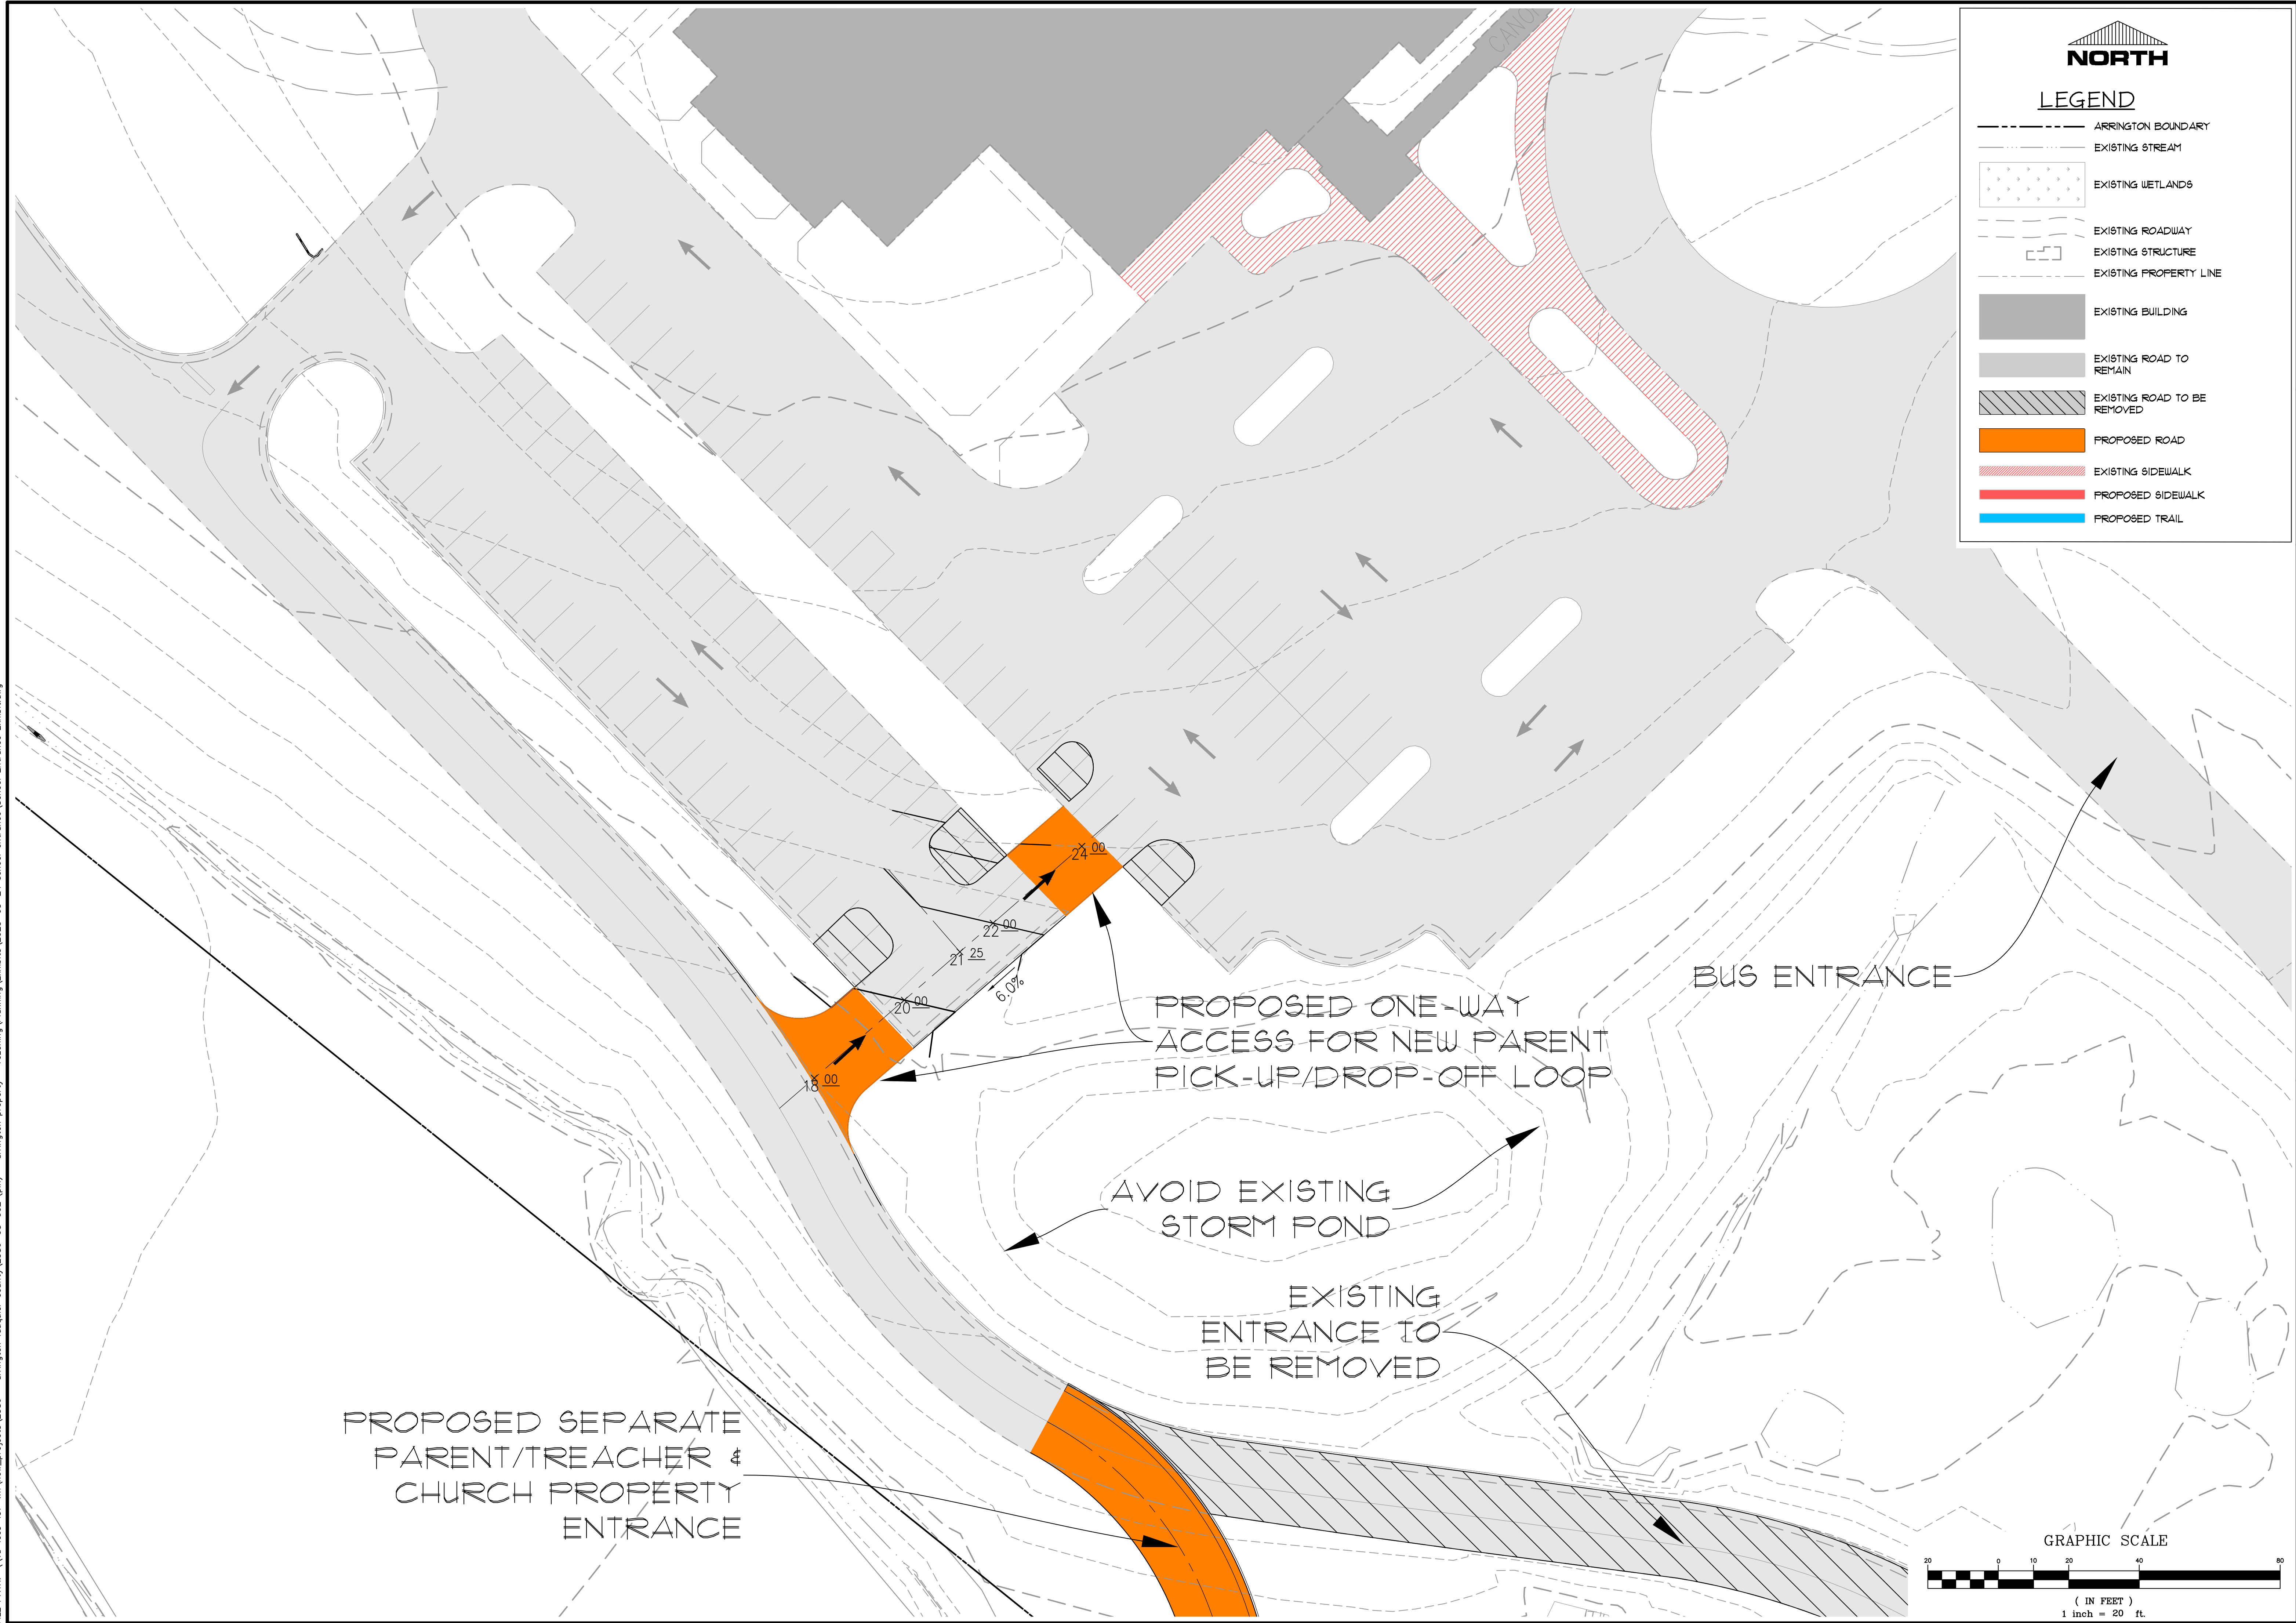 CANO
NORTH
LEGEND
ARRINGTON BOUNDARY
EXISTING STREAM
EXISTING WETLANDS
EXISTING ROADWAY
EXISTING STRUCTURE
EXISTING PROPERTY LINE
EXISTING BUILDING
EXISTING ROAD TO
REMAIN
EXISTING ROAD TO BE
REMOVED
PROPOSED ROAD
EXISTING SIDEWALK
PROPOSED SIDEWALK
PROPOSED TRAIL
24 00
22 00
21 25
20 00
18 00
6.0%
BUS ENTRANCE
PROPOSED ONE-WAY
ACCESS FOR NEW PARENT
PICK-UP/DROP-OFF LOOP
AVOID EXISTING
STORM POND
EXISTING
ENTRANCE TO
BE REMOVED
PROPOSED SEPARATE
PARENT/TREACHER &
CHURCH PROPERTY
ENTRANCE
GRAPHIC SCALE
20 0 10 20 40 80
( IN FEET )
1 inch = 20 ft.